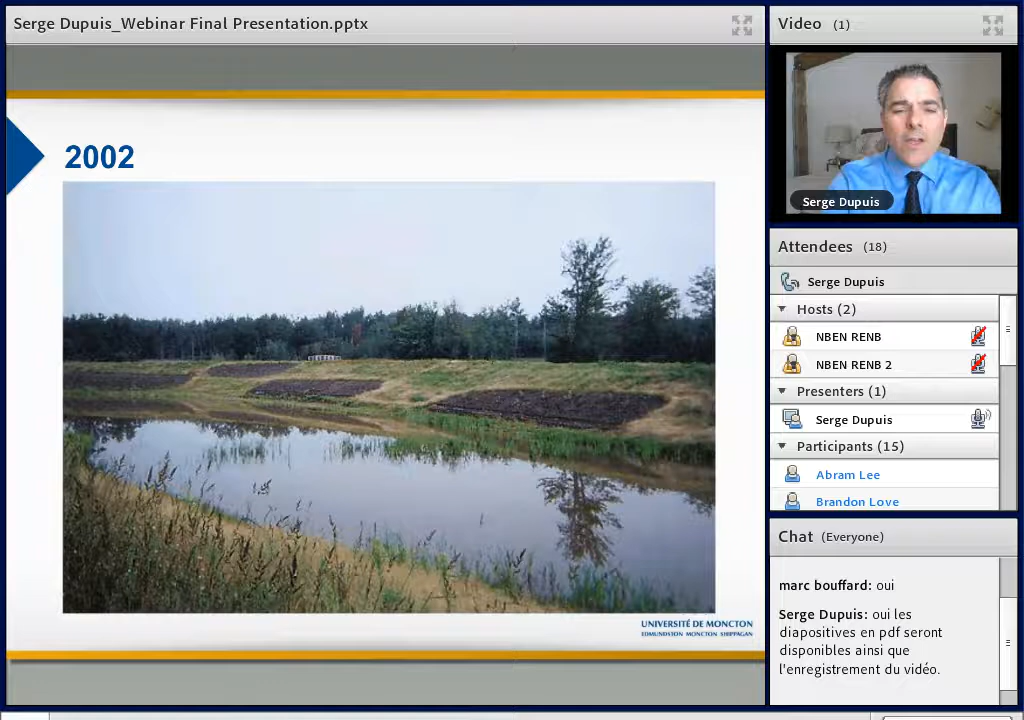 Serge Dupuis_Webinar Final Presentation.pptx
2002
UNIVERSITÉ DE MONCTON
EDMUNDSTON MONCTON SHIPPAGAN
Video (1)
Serge Dupuis
Attendees (18)
Serge Dupuis
Hosts (2)
NBEN RENB
NBEN RENB 2
Presenters (1)
Serge Dupuis
Participants (15)
Abram Lee
Brandon Love
Chat (Everyone)
marc bouffard: oui
Serge Dupuis: oui les
diapositives en pdf seront
disponibles ainsi que
l'enregistrement du vidéo.